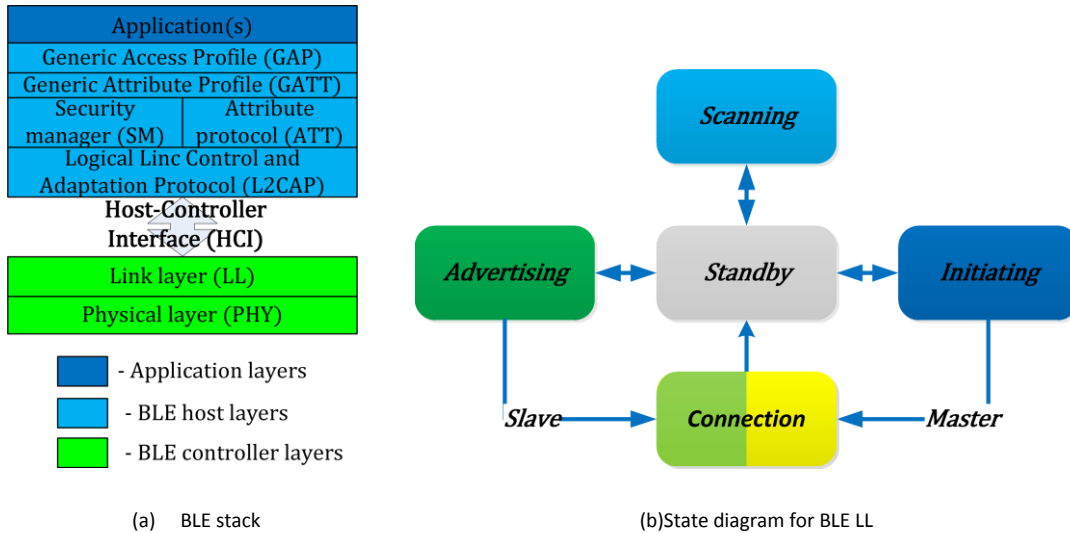 Application(s)
Generic Access Profile (GAP)
Generic Attribute Profile (GATT)
Security
manager (SM)
Attribute
protocol (ATT)
Logical Linc Control and
Adaptation Protocol (L2CAP)
Host-Controller
Interface (HCI)
Link layer (LL)
Physical layer (PHY)
- Application layers
- BLE host layers
- BLE controller layers
(a) BLE stack
Scanning
Advertising
Standby
Initiating
Slave
Connection
Master
(b)State diagram for BLE LL